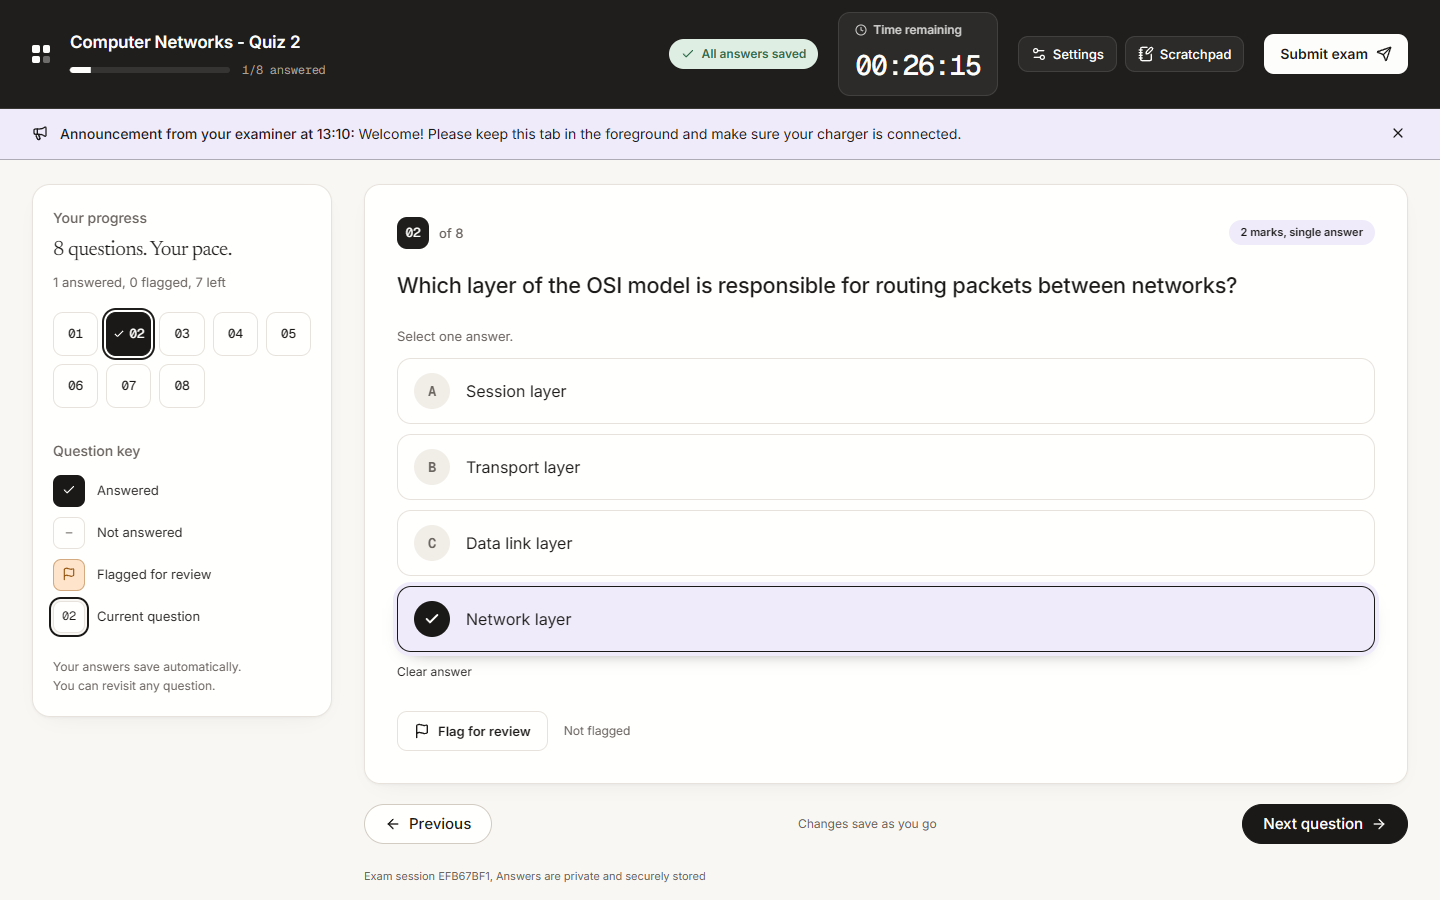 Computer Networks - Quiz 2
1/8 answered
All answers saved
Time remaining
00:26:15
Settings
Scratchpad
Submit exam
Announcement from your examiner at 13:10: Welcome! Please keep this tab in the foreground and make sure your charger is connected.
Your progress
8 questions. Your pace.
1 answered, 0 flagged, 7 left
01 02 03 04 05
06 07 08
Question key
Answered
Not answered
Flagged for review
02 Current question
Your answers save automatically.
You can revisit any question.
02 of 8
2 marks, single answer
Which layer of the OSI model is responsible for routing packets between networks?
Select one answer.
A Session layer
B Transport layer
C Data link layer
Network layer
Clear answer
Flag for review
Not flagged
Previous
Changes save as you go
Next question
Exam session EFB67BF1, Answers are private and securely stored